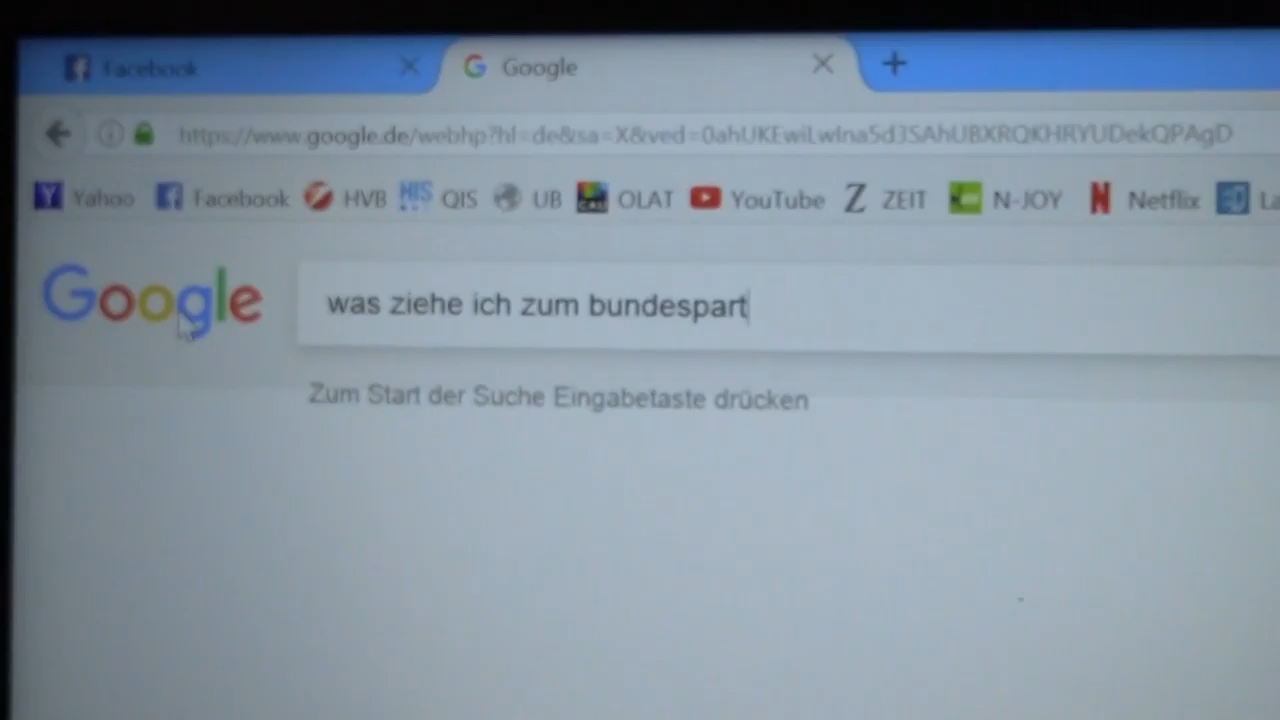 Facebook Google
https://www.google.de/webhp?hl=de&sa=X&ved=0ahUKEwiLwIna5d3SAhUBXRQKHRYUDekQPAgD
Yahoo Facebook HVB HIS QIS UB OLAT YouTube Z ZEIT N-JOY Netflix
Google was ziehe ich zum bundespart
Zum Start der Suche Eingabetaste drücken